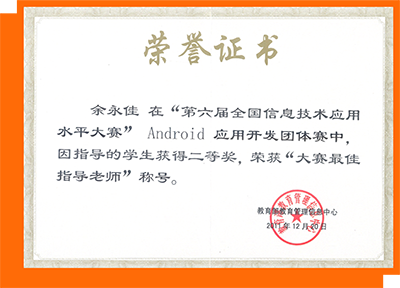 荣誉证书
余永佳 在“第六届全国信息技术应用
水平大赛” Android 应用开发团体赛中，
因指导的学生获得二等奖，荣获“大赛最佳
指导老师”称号。
教育部教育管理信息中心
2011年12月20日